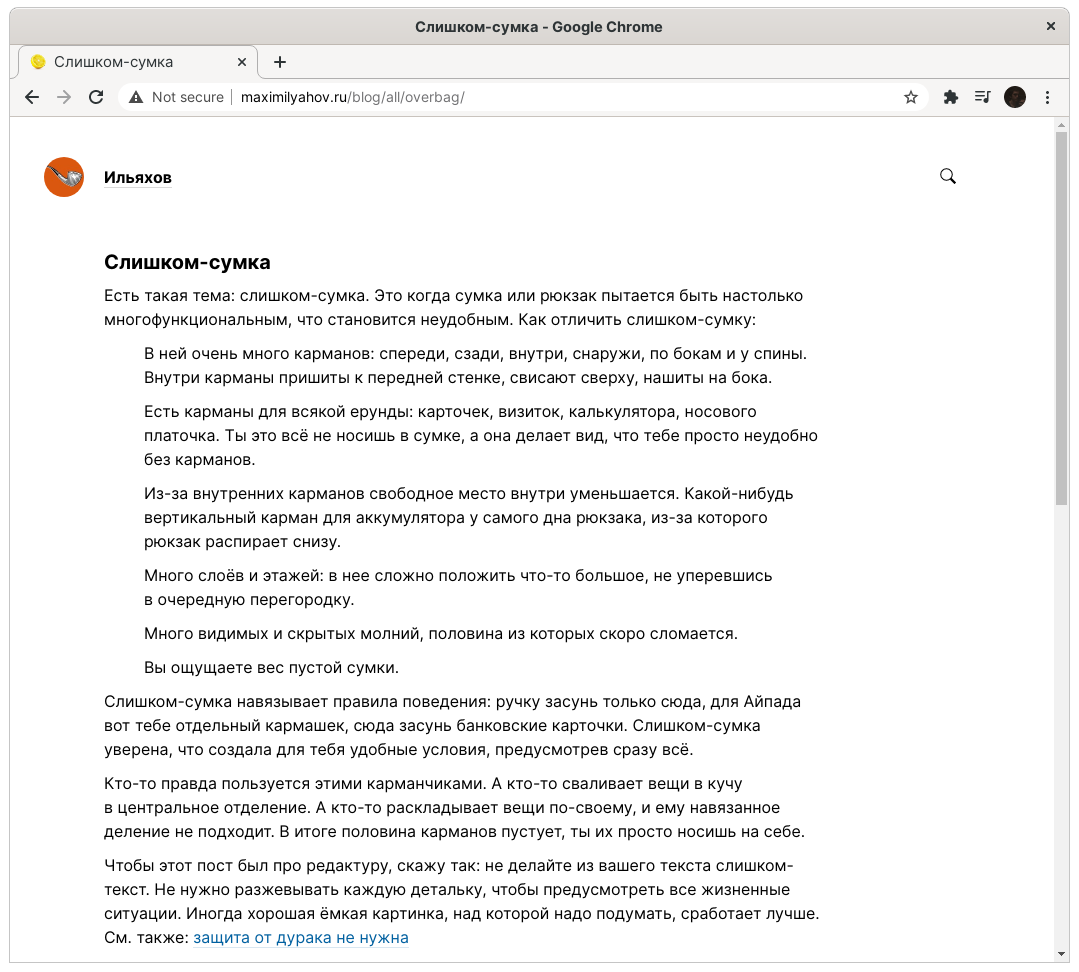 Слишком-сумка - Google Chrome
Слишком-сумка
Not secure
maximilyahov.ru/blog/all/overbag/
Ильяхов
Слишком-сумка
Есть такая тема: слишком-сумка. Это когда сумка или рюкзак пытается быть настолько
многофункциональным, что становится неудобным. Как отличить слишком-сумку:
В ней очень много карманов: спереди, сзади, внутри, снаружи, по бокам и у спины.
Внутри карманы пришиты к передней стенке, свисают сверху, нашиты на бока.
Есть карманы для всякой ерунды: карточек, визиток, калькулятора, носового
платочка. Ты это всё не носишь в сумке, а она делает вид, что тебе просто неудобно
без карманов.
Из-за внутренних карманов свободное место внутри уменьшается. Какой-нибудь
вертикальный карман для аккумулятора у самого дна рюкзака, из-за которого
рюкзак распирает снизу.
Много слоёв и этажей: в нее сложно положить что-то большое, не уперевшись
в очередную перегородку.
Много видимых и скрытых молний, половина из которых скоро сломается.
Вы ощущаете вес пустой сумки.
Слишком-сумка навязывает правила поведения: ручку засунь только сюда, для Айпада
вот тебе отдельный кармашек, сюда засунь банковские карточки. Слишком-сумка
уверена, что создала для тебя удобные условия, предусмотрев сразу всё.
Кто-то правда пользуется этими карманчиками. А кто-то сваливает вещи в кучу
в центральное отделение. А кто-то раскладывает вещи по-своему, и ему навязанное
деление не подходит. В итоге половина карманов пустует, ты их просто носишь на себе.
Чтобы этот пост был про редактуру, скажу так: не делайте из вашего текста слишком-
текст. Не нужно разжевывать каждую детальку, чтобы предусмотреть все жизненные
ситуации. Иногда хорошая ёмкая картинка, над которой надо подумать, сработает лучше.
См. также: защита от дурака не нужна